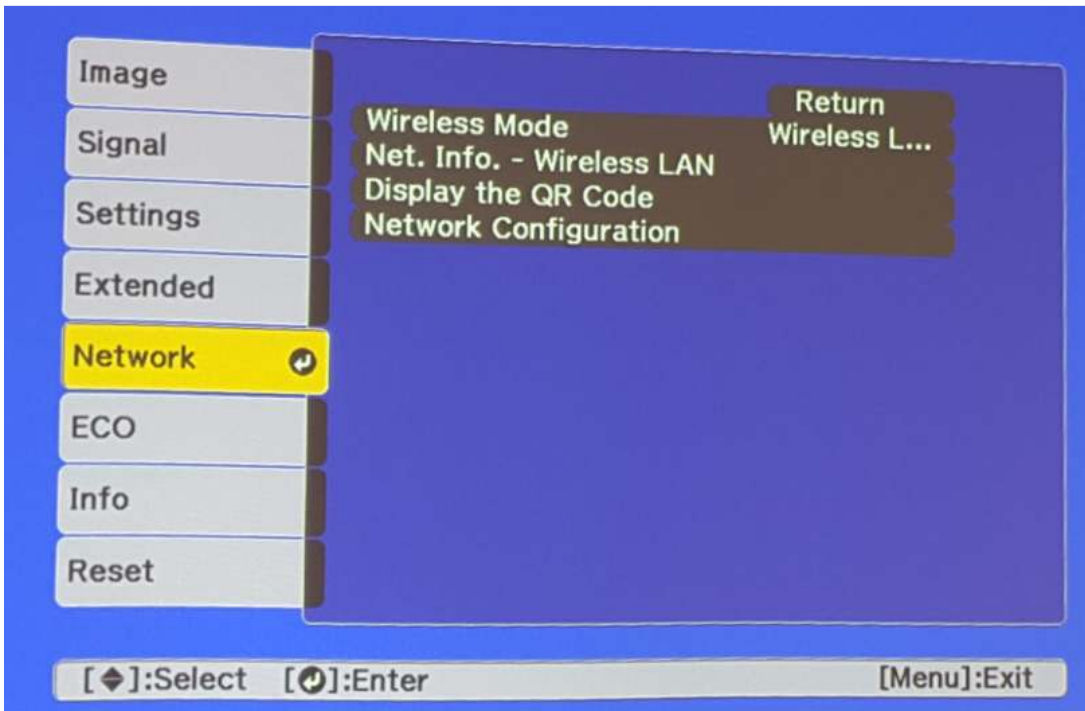 Image
Signal
Settings
Extended
Network
ECO
Info
Reset
Return
Wireless Mode Wireless L...
Net. Info. - Wireless LAN
Display the QR Code
Network Configuration
[]:Select []:Enter [Menu]:Exit